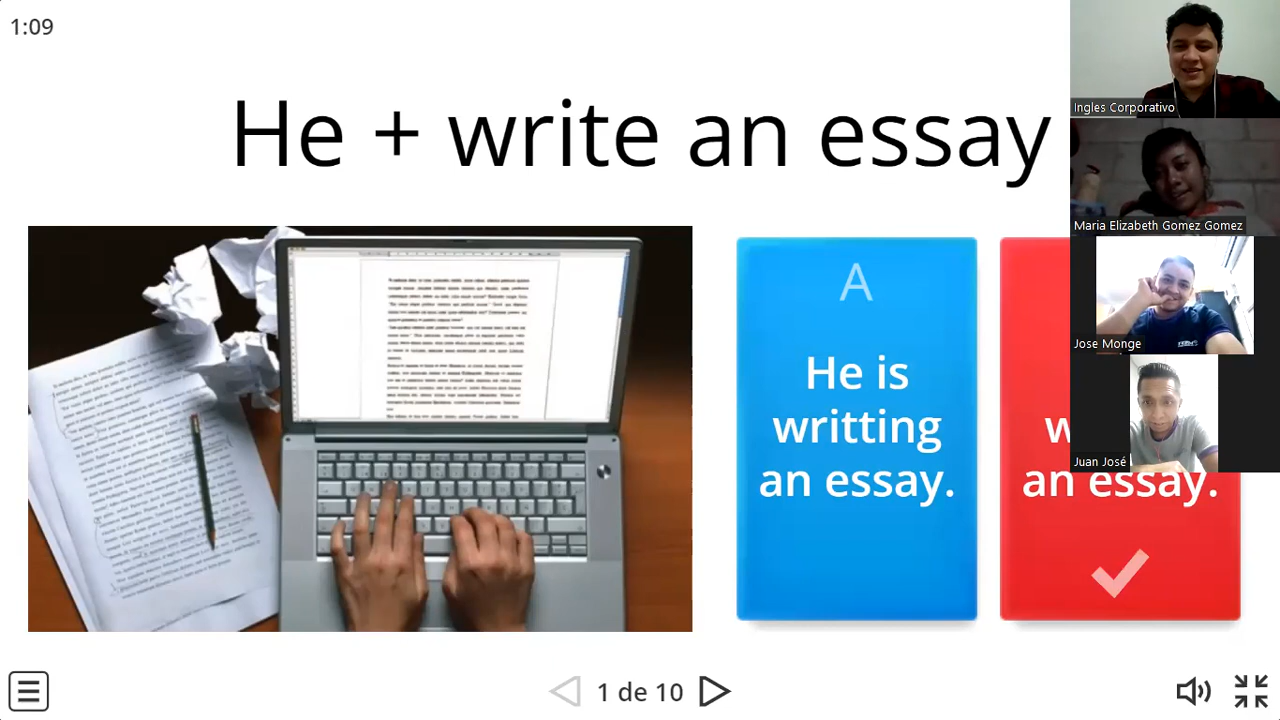 1:09
He + write an essay
Ingles Corporativo
Maria Elizabeth Gomez Gomez
Jose Monge
Juan José
A
He is
writting
an essay.
an essay.
1 de 10